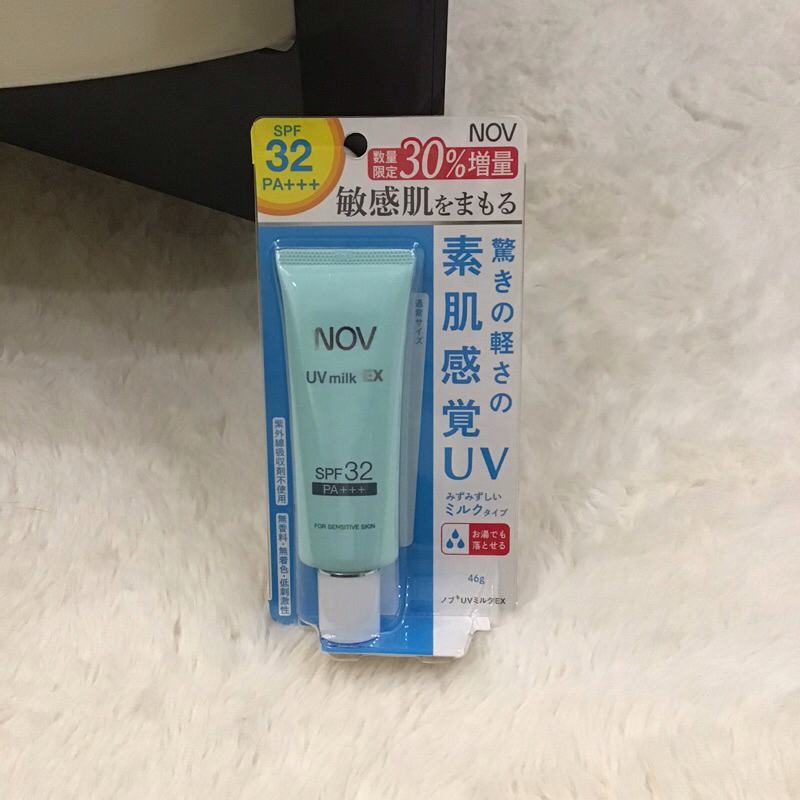 SPF
32
PA+++
NOV
数量
限定
30%増量
敏感肌をまもる
驚きの軽さの
素肌感覚UV
みずみずしい
ミルクタイプ
お湯でも
落とせる
46g
ノブ® UVミルクEX
通常サイズ
NOV
UV milk EX
SPF32
PA+++
FOR SENSITIVE SKIN
紫外線吸収剤不使用
無香料・無着色・低刺激性